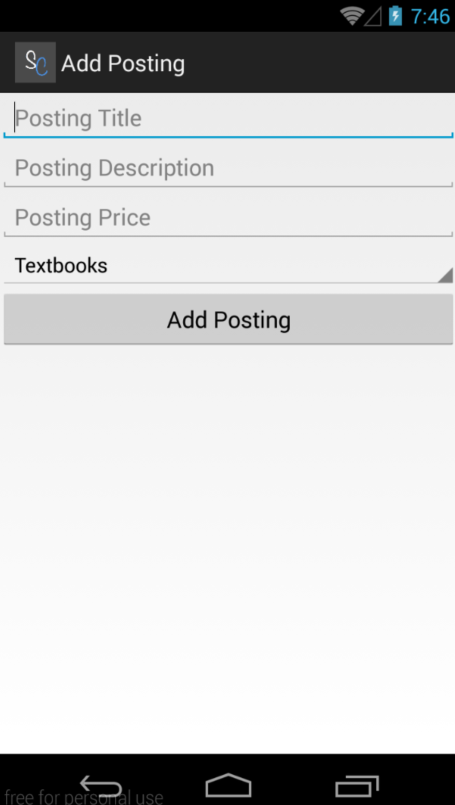 7:46
SC Add Posting
Posting Title
Posting Description
Posting Price
Textbooks
Add Posting
free for personal use